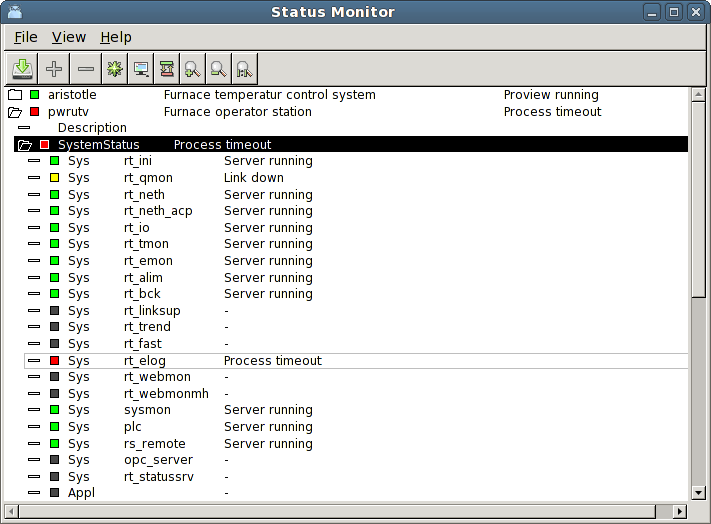 Status Monitor
File View Help
aristotle Furnace temperatur control system Proview running
pwrutv Furnace operator station Process timeout
Description
SystemStatus Process timeout
Sys rt_ini Server running
Sys rt_qmon Link down
Sys rt_neth Server running
Sys rt_neth_acp Server running
Sys rt_io Server running
Sys rt_tmon Server running
Sys rt_emon Server running
Sys rt_alim Server running
Sys rt_bck Server running
Sys rt_linksup -
Sys rt_trend -
Sys rt_fast -
Sys rt_elog Process timeout
Sys rt_webmon -
Sys rt_webmonmh -
Sys sysmon Server running
Sys plc Server running
Sys rs_remote Server running
Sys opc_server -
Sys rt_statussrv -
Appl -